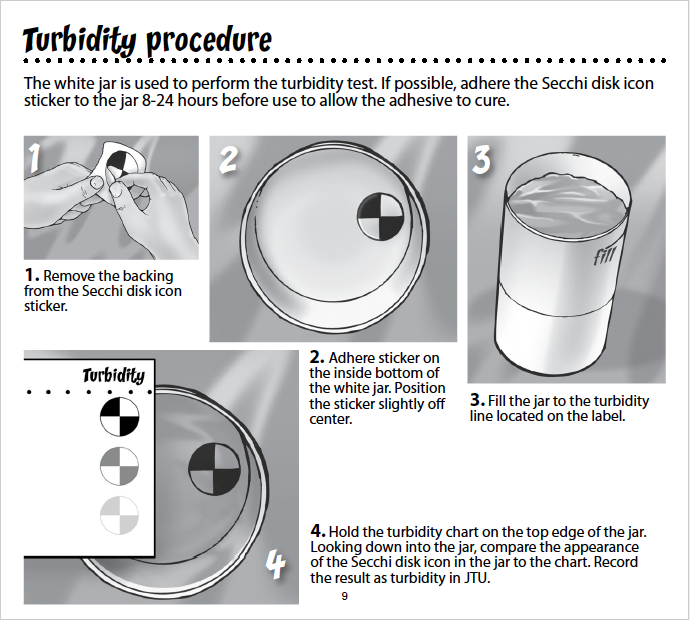 Turbidity procedure
The white jar is used to perform the turbidity test. If possible, adhere the Secchi disk icon
sticker to the jar 8-24 hours before use to allow the adhesive to cure.
1
2
3
fill
1. Remove the backing
from the Secchi disk icon
sticker.
2. Adhere sticker on
the inside bottom of
the white jar. Position
the sticker slightly off
center.
3. Fill the jar to the turbidity
line located on the label.
Turbidity
4
4. Hold the turbidity chart on the top edge of the jar.
Looking down into the jar, compare the appearance
of the Secchi disk icon in the jar to the chart. Record
the result as turbidity in JTU.
9